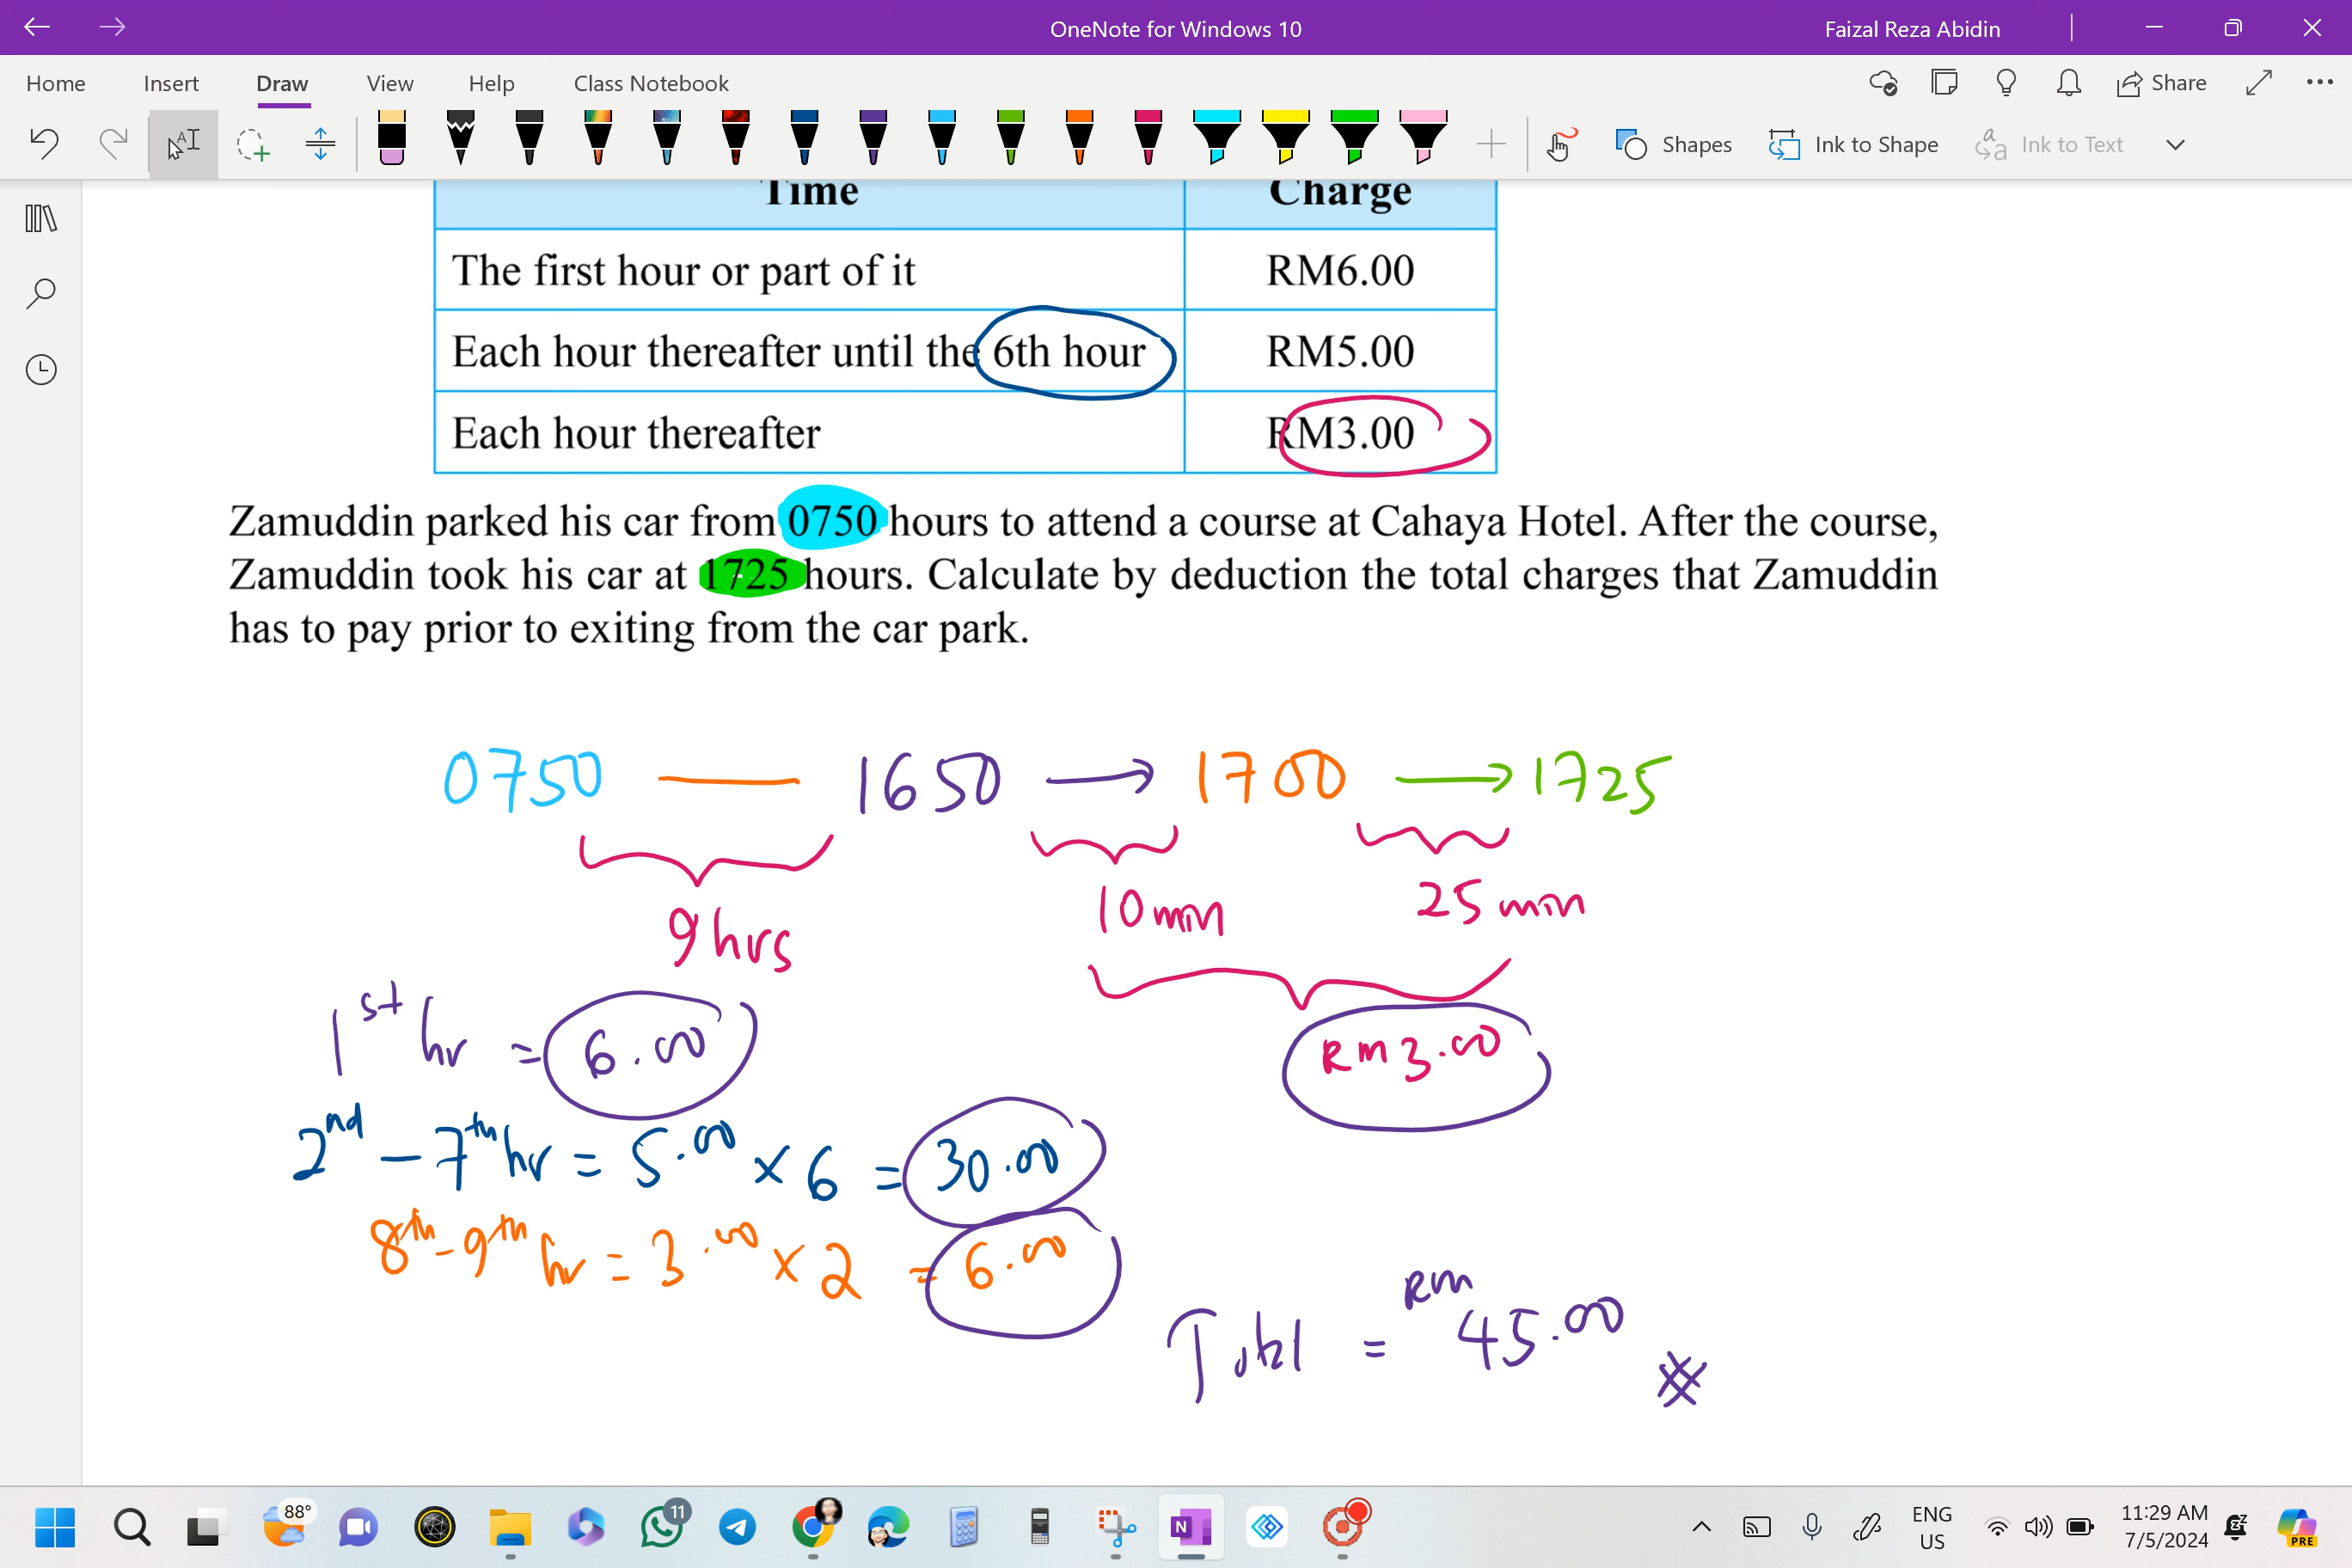 OneNote for Windows 10
Faizal Reza Abidin
Home Insert Draw View Help Class Notebook
Share
Shapes Ink to Shape Ink to Text
Time Charge
The first hour or part of it RM6.00
Each hour thereafter until the 6th hour RM5.00
Each hour thereafter RM3.00
Zamuddin parked his car from 0750 hours to attend a course at Cahaya Hotel. After the course,
Zamuddin took his car at 1725 hours. Calculate by deduction the total charges that Zamuddin
has to pay prior to exiting from the car park.
0750 — 1650 → 1700 → 1725
9 hrs 10 min 25 min
1st hr = 6.00
RM 3.00
2nd – 7th hr = 5.00 × 6 = 30.00
8th - 9th hr = 3.00 × 2 = 6.00
Total = RM 45.00
88°
11
N
PRE
ENG
US
11:29 AM
7/5/2024